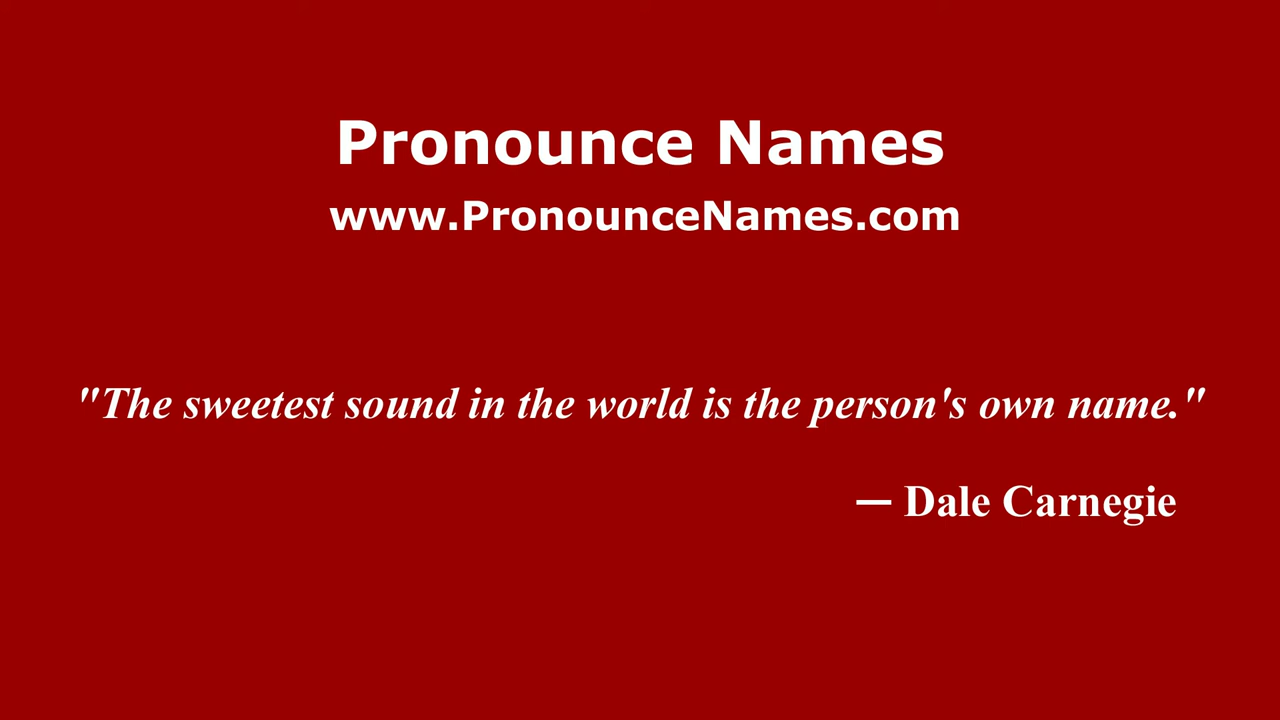 Pronounce Names
www.PronounceNames.com
"The sweetest sound in the world is the person's own name."
— Dale Carnegie